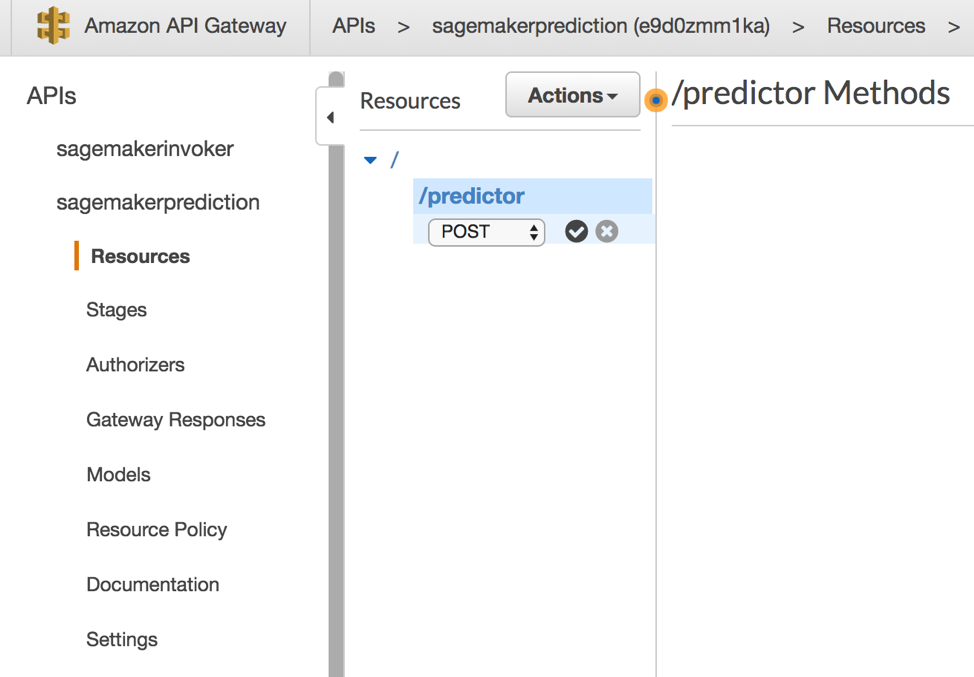 Amazon API Gateway
APIs > sagemakerprediction (e9d0zmm1ka) > Resources >
APIs
sagemakerinvoker
sagemakerprediction
Resources
Stages
Authorizers
Gateway Responses
Models
Resource Policy
Documentation
Settings
Resources
Actions
/
/predictor
POST
/predictor Methods